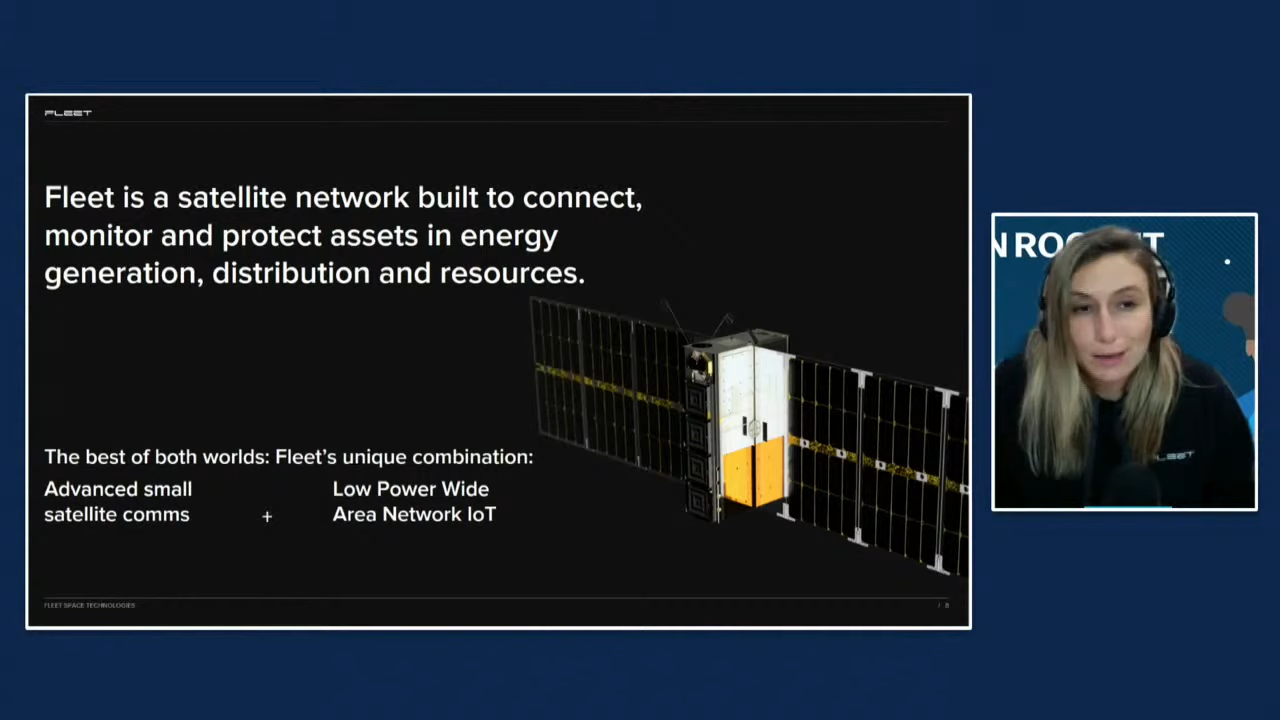 FLEET
Fleet is a satellite network built to connect,
monitor and protect assets in energy
generation, distribution and resources.
The best of both worlds: Fleet's unique combination:
Advanced small
satellite comms
+
Low Power Wide
Area Network IoT
FLEET SPACE TECHNOLOGIES
/ 8
FLEET